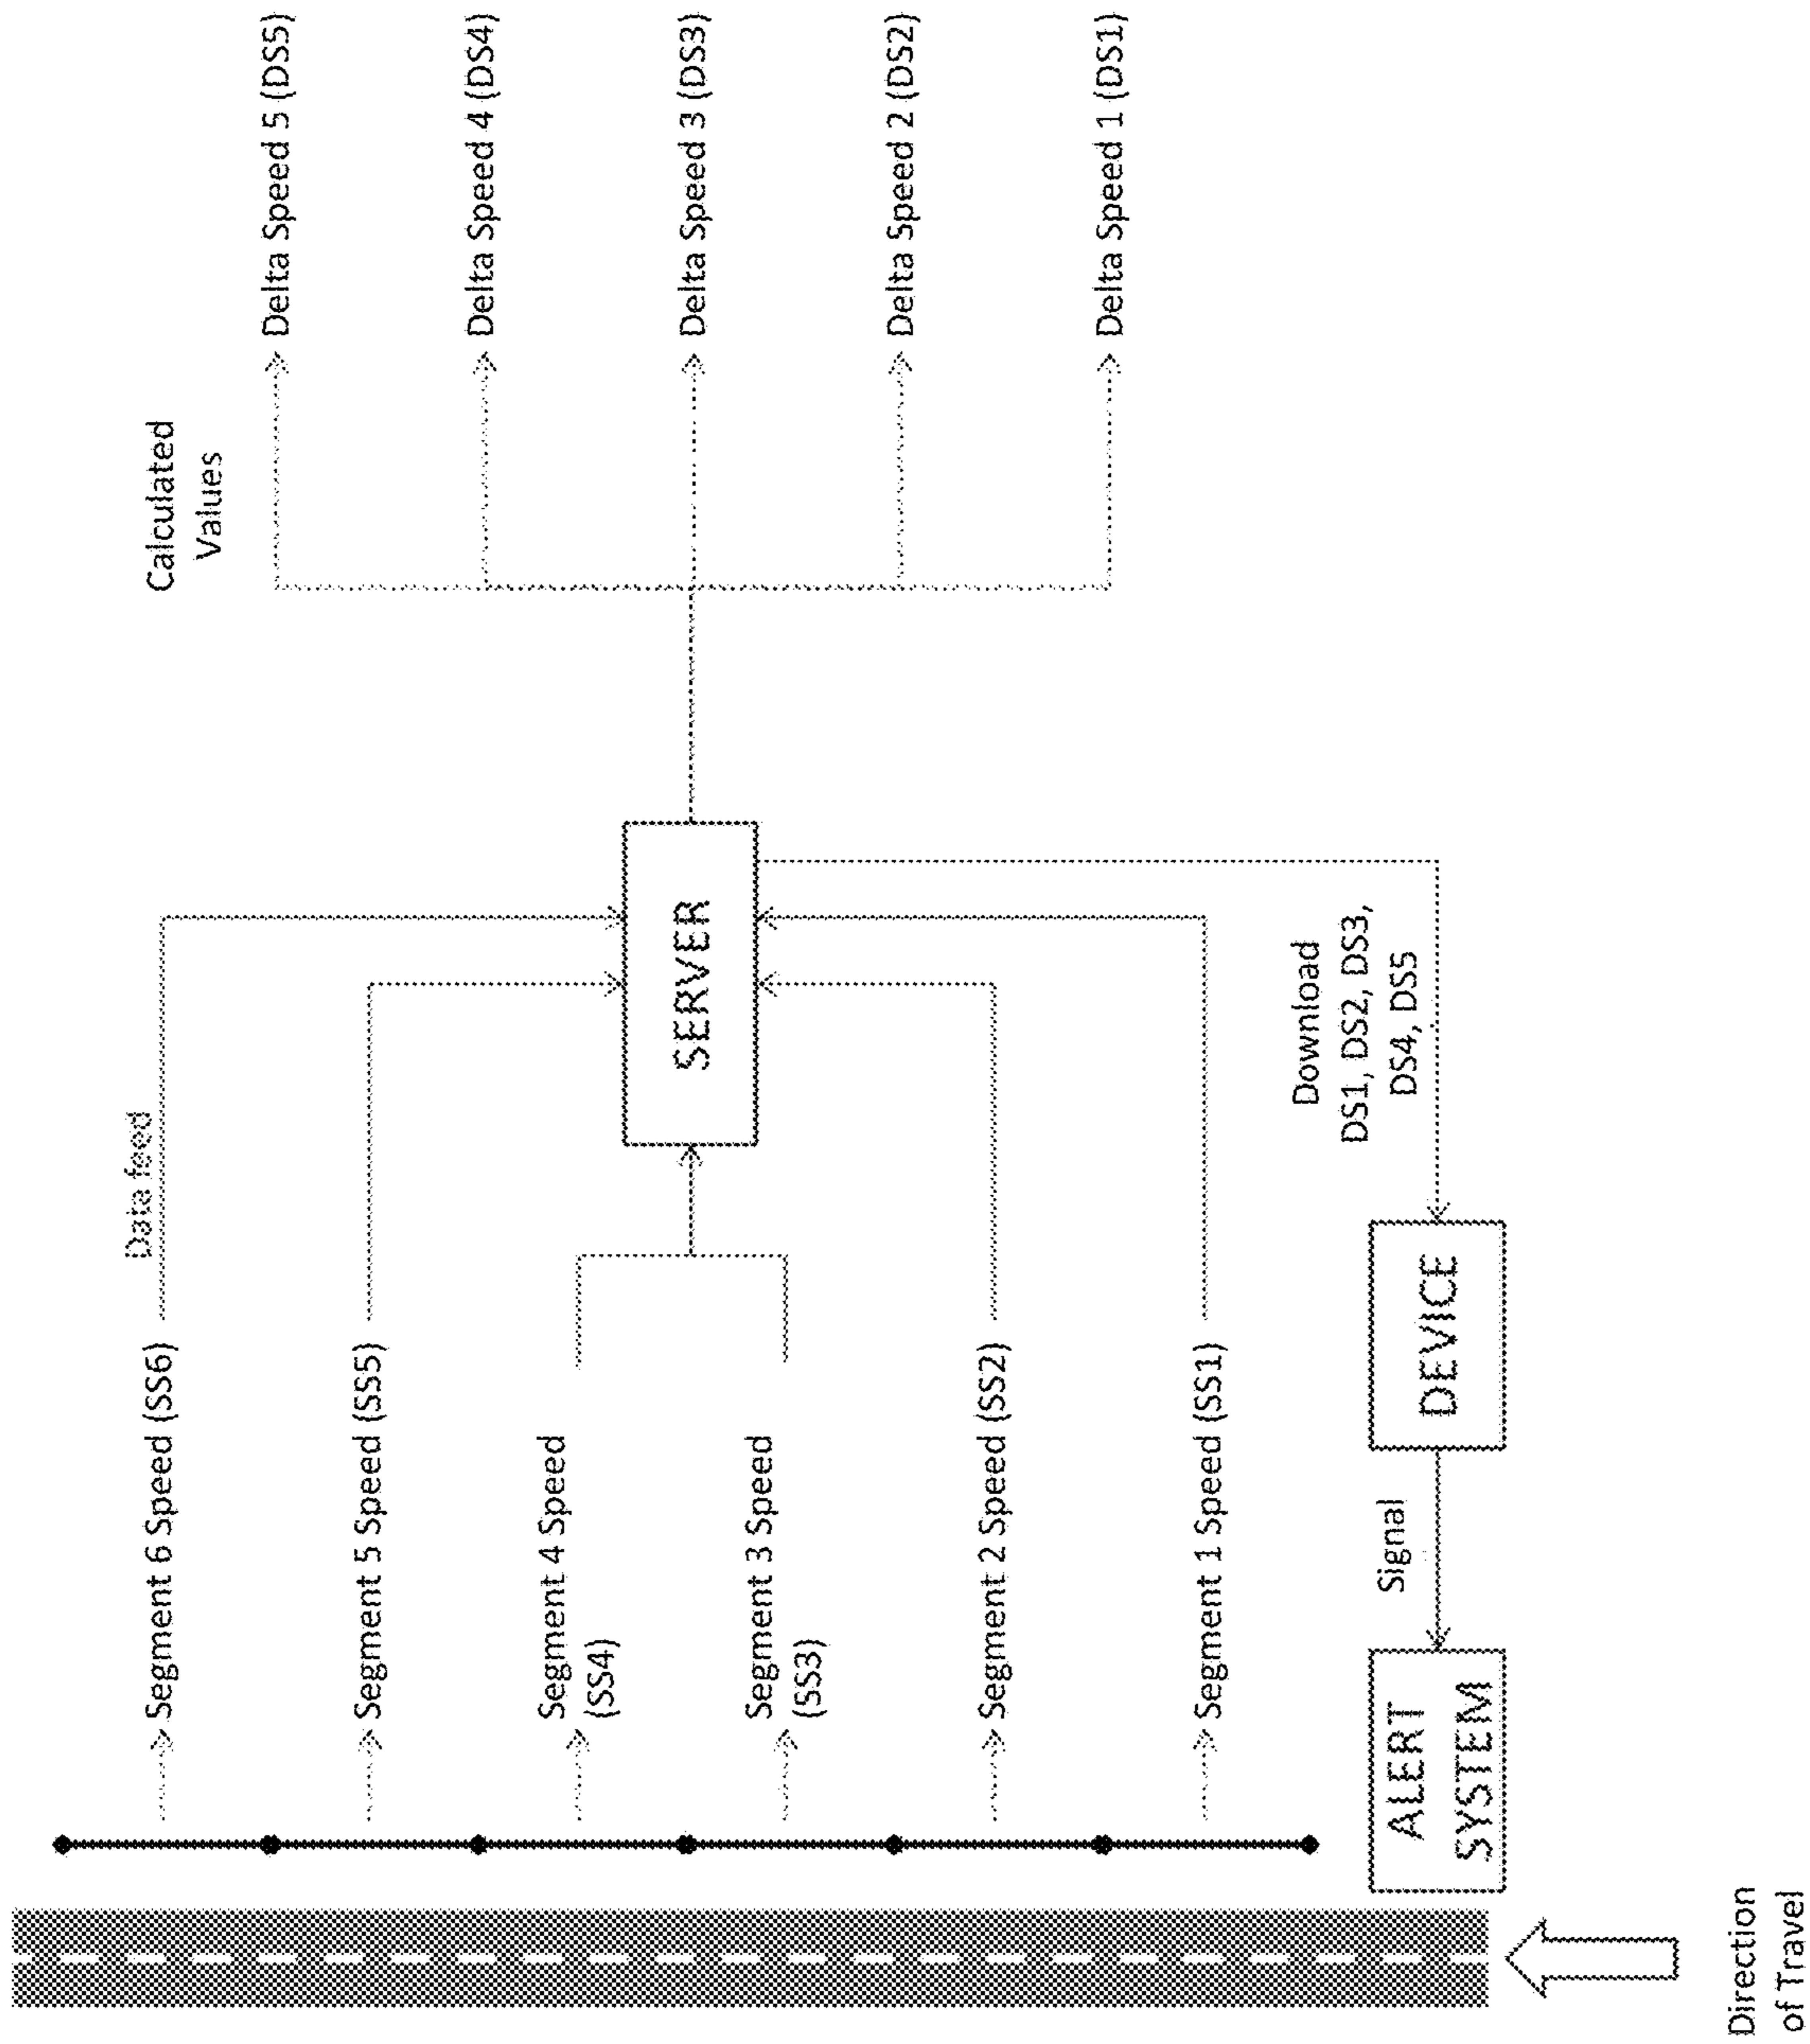 Calculated
Values
Delta Speed 5 (DS5)
Delta Speed 4 (DS4)
Delta Speed 3 (DS3)
Delta Speed 2 (DS2)
Delta Speed 1 (DS1)
Data feed
Segment 6 Speed (SS6)
Segment 5 Speed (SS5)
Segment 4 Speed
(SS4)
Segment 3 Speed
(SS3)
Segment 2 Speed (SS2)
Segment 1 Speed (SS1)
SERVER
Download
DS1, DS2, DS3,
DS4, DS5
DEVICE
Signal
ALERT
SYSTEM
Direction
of Travel